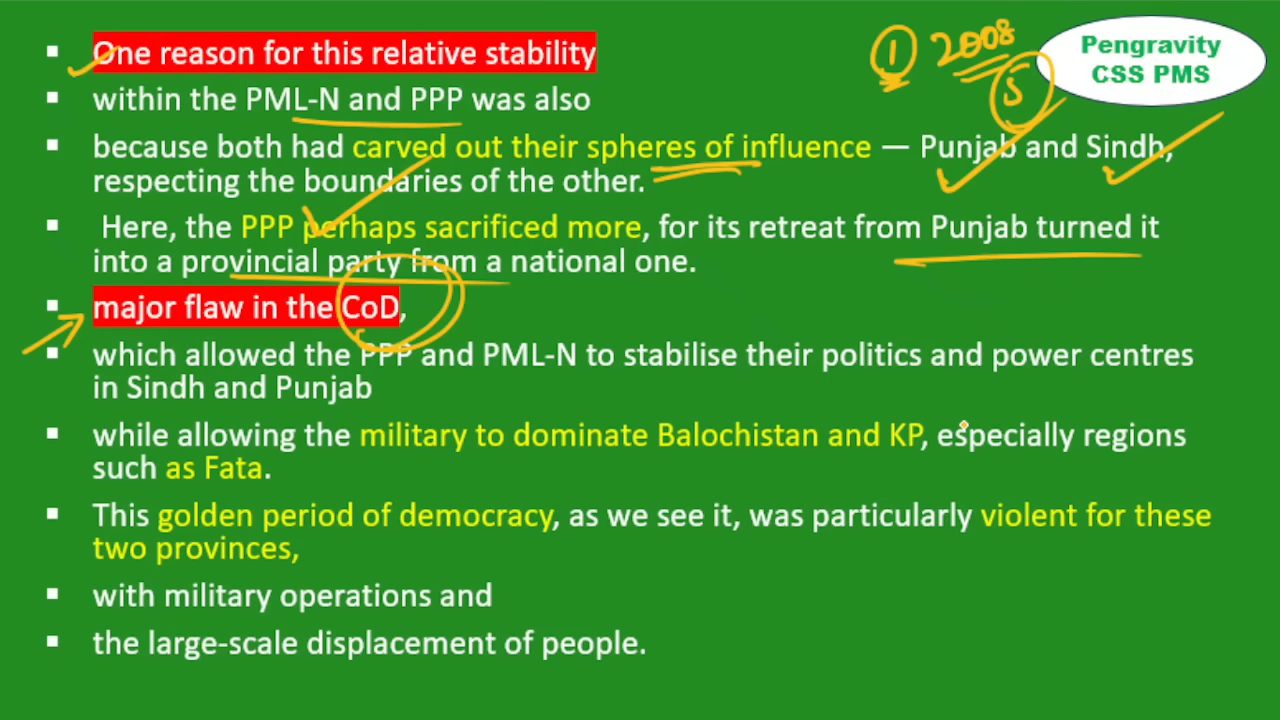 ▪ One reason for this relative stability
▪ within the PML-N and PPP was also
▪ because both had carved out their spheres of influence — Punjab and Sindh,
respecting the boundaries of the other.
▪ Here, the PPP perhaps sacrificed more, for its retreat from Punjab turned it
into a provincial party from a national one.
▪ major flaw in the CoD,
▪ which allowed the PPP and PML-N to stabilise their politics and power centres
in Sindh and Punjab
▪ while allowing the military to dominate Balochistan and KP, especially regions
such as Fata.
▪ This golden period of democracy, as we see it, was particularly violent for these
two provinces,
▪ with military operations and
▪ the large-scale displacement of people.
1 2008
5
Pengravity
CSS PMS